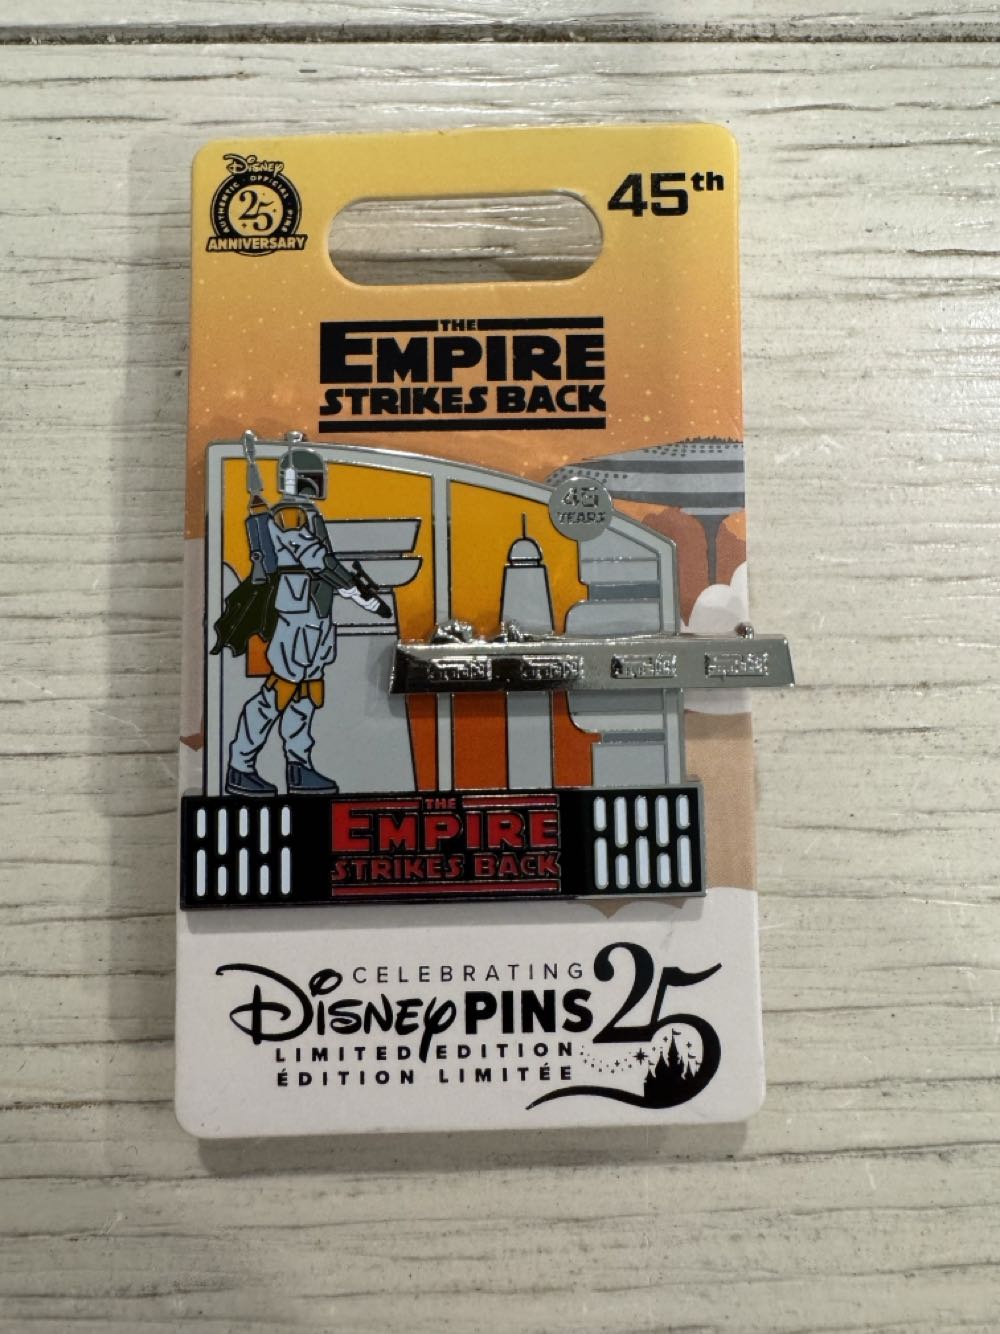 Disney
AUTHENTIC · OFFICIAL · PINS
25
ANNIVERSARY
45th
THE
EMPIRE
STRIKES BACK
45
YEARS
THE
EMPIRE
STRIKES BACK
CELEBRATING
Disney PINS 25
LIMITED EDITION
ÉDITION LIMITÉE